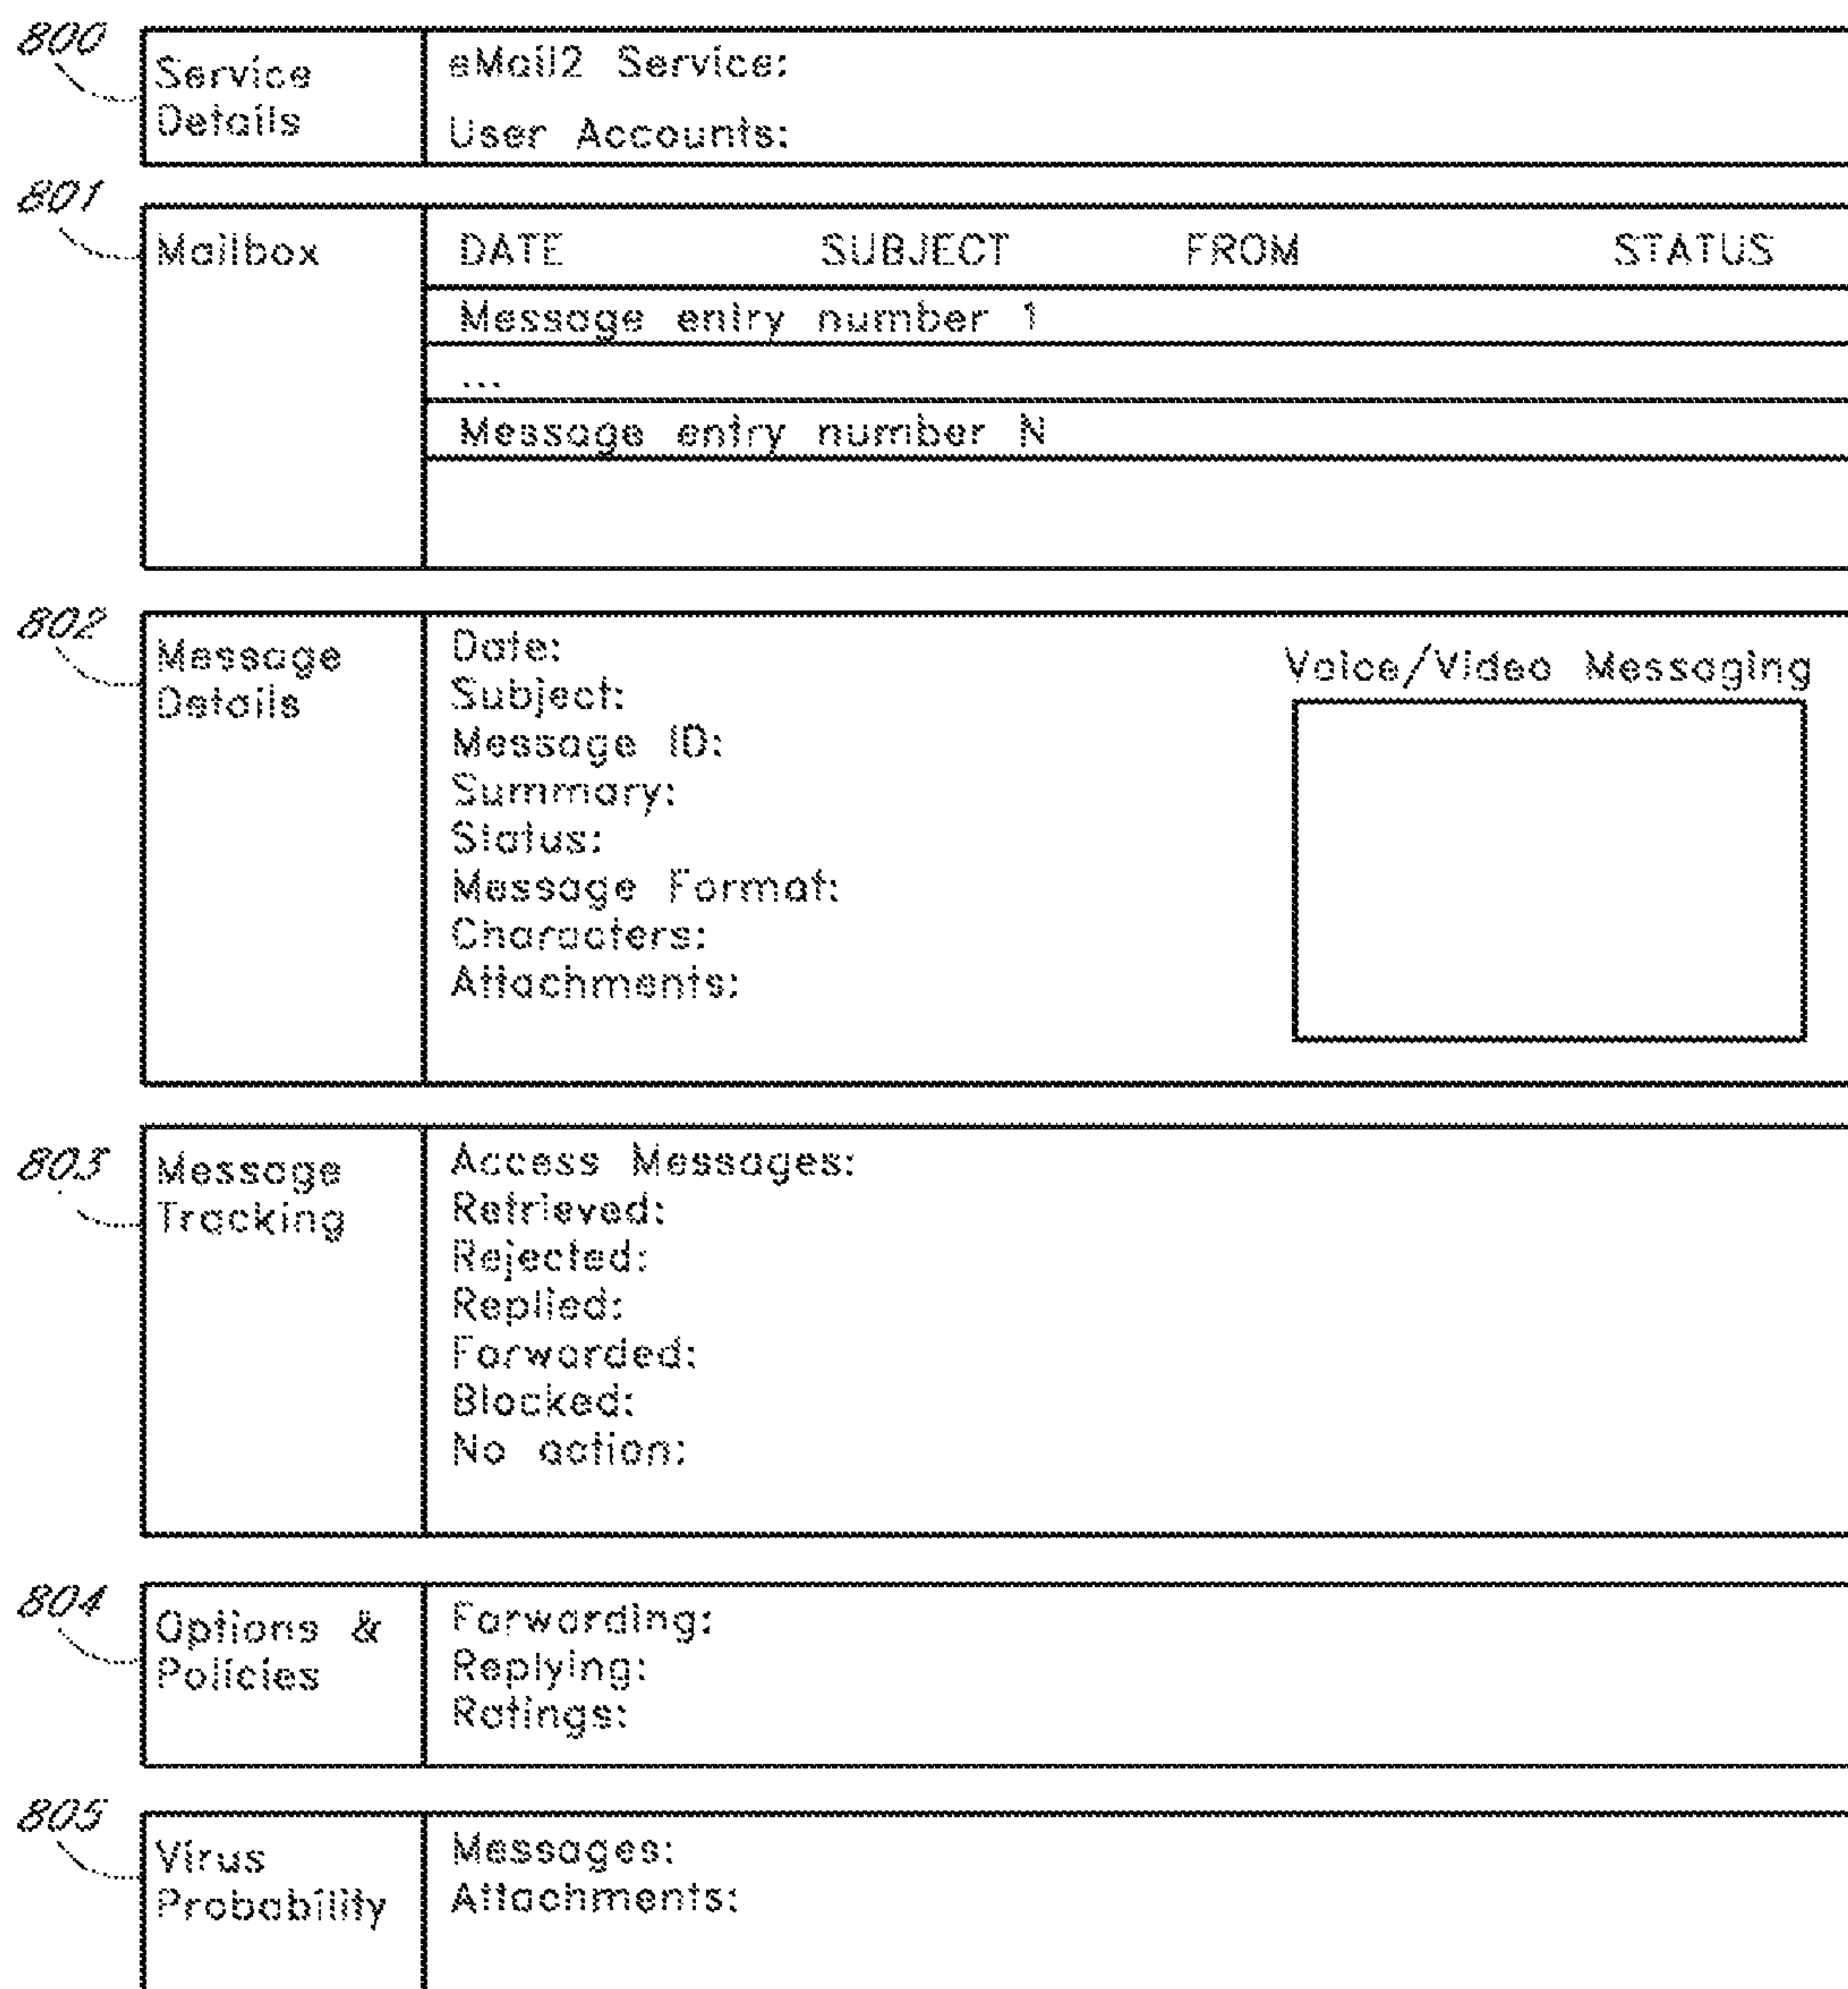 800
Service
Details
eMail2 Service:
User Accounts:
801
Mailbox
DATE SUBJECT FROM STATUS
Message entry number 1
...
Message entry number N
802
Message
Details
Date:
Subject:
Message ID:
Summary:
Status:
Message Format:
Characters:
Attachments:
Voice/Video Messaging
803
Message
Tracking
Access Messages:
Retrieved:
Rejected:
Replied:
Forwarded:
Blocked:
No action:
804
Options &
Policies
Forwarding:
Replying:
Ratings:
805
Virus
Probability
Messages:
Attachments: